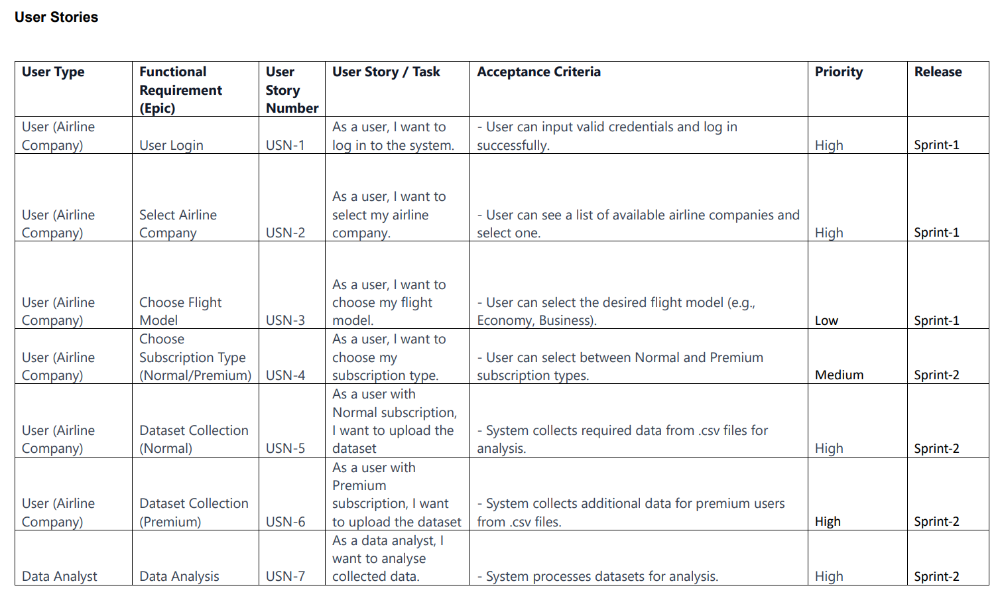 User Stories
User Type
Functional
Requirement
(Epic)
User
Story
Number
User Story / Task
Acceptance Criteria
Priority
Release
User (Airline
Company)
User Login
USN-1
As a user, I want to
log in to the system.
- User can input valid credentials and log in
successfully.
High
Sprint-1
User (Airline
Company)
Select Airline
Company
USN-2
As a user, I want to
select my airline
company.
- User can see a list of available airline companies and
select one.
High
Sprint-1
User (Airline
Company)
Choose Flight
Model
USN-3
As a user, I want to
choose my flight
model.
- User can select the desired flight model (e.g.,
Economy, Business).
Low
Sprint-1
User (Airline
Company)
Choose
Subscription Type
(Normal/Premium)
USN-4
As a user, I want to
choose my
subscription type.
- User can select between Normal and Premium
subscription types.
Medium
Sprint-2
User (Airline
Company)
Dataset Collection
(Normal)
USN-5
As a user with
Normal subscription,
I want to upload the
dataset
- System collects required data from .csv files for
analysis.
High
Sprint-2
User (Airline
Company)
Dataset Collection
(Premium)
USN-6
As a user with
Premium
subscription, I want
to upload the dataset
- System collects additional data for premium users
from .csv files.
High
Sprint-2
Data Analyst
Data Analysis
USN-7
As a data analyst, I
want to analyse
collected data.
- System processes datasets for analysis.
High
Sprint-2